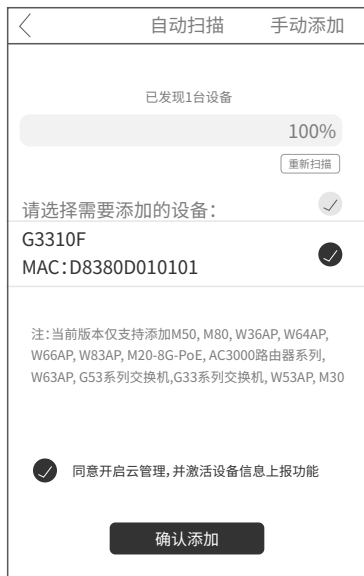 自动扫描 手动添加
已发现1台设备
100%
重新扫描
请选择需要添加的设备：
G3310F
MAC：D8380D010101
注：当前版本仅支持添加M50, M80, W36AP, W64AP,
W66AP, W83AP, M20-8G-PoE, AC3000路由器系列,
W63AP, G53系列交换机,G33系列交换机, W53AP, M30
同意开启云管理，并激活设备信息上报功能
确认添加